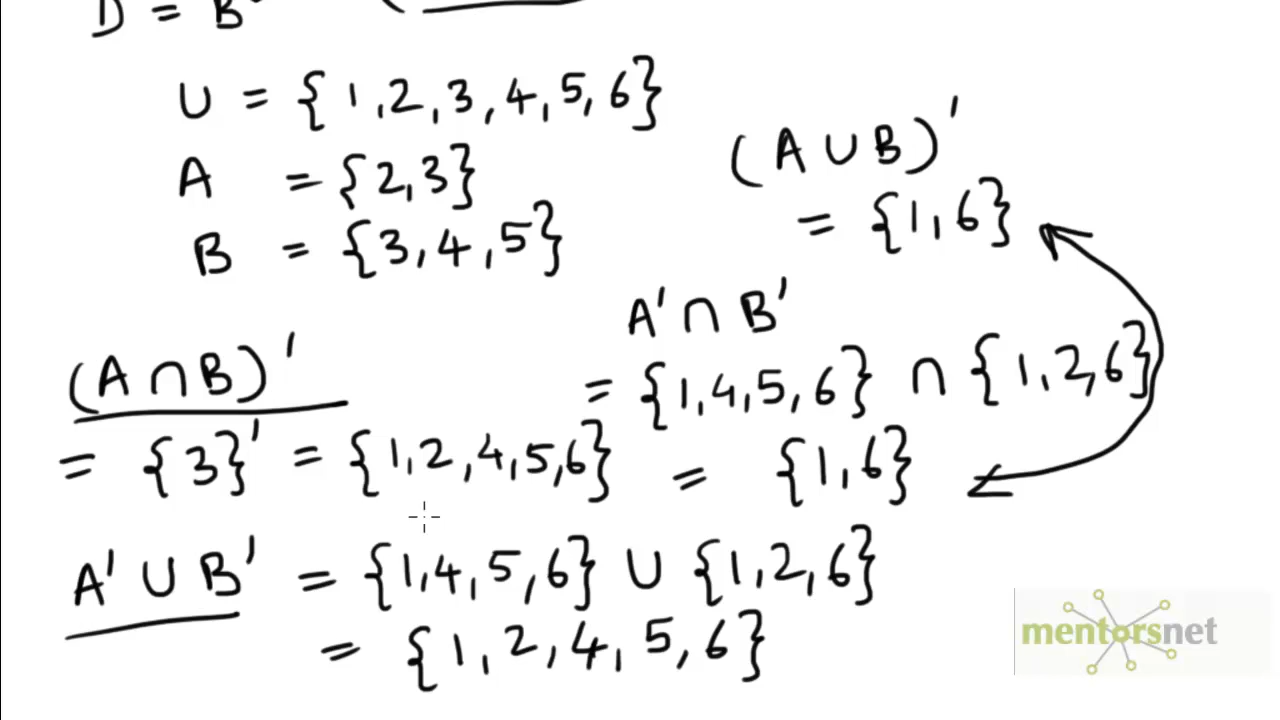 D = B'
U = {1,2,3,4,5,6}
A = {2,3}
B = {3,4,5}
(A ∪ B)'
= {1,6}
A' ∩ B'
= {1,4,5,6} ∩ {1,2,6}
= {1,6}
(A ∩ B)'
= {3}' = {1,2,4,5,6}
A' ∪ B' = {1,4,5,6} ∪ {1,2,6}
= {1,2,4,5,6}
mentorsnet